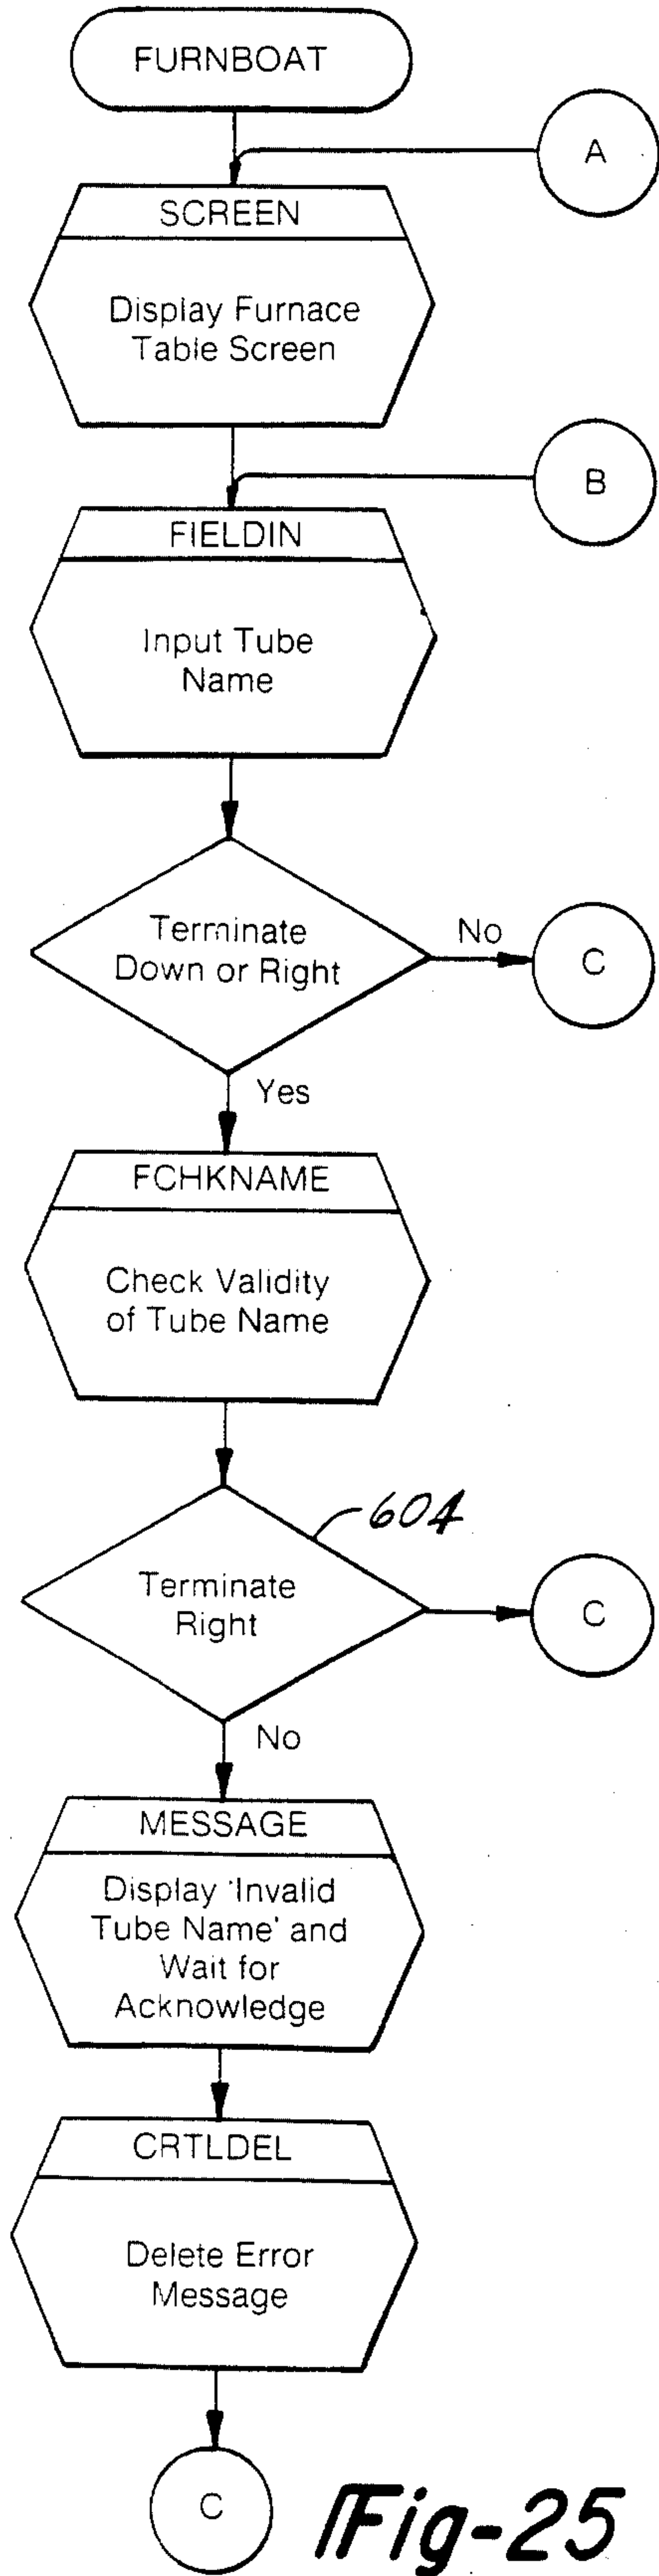 FURNBOAT
A
SCREEN
Display Furnace
Table Screen
B
FIELDIN
Input Tube
Name
Terminate
Down or Right
No
C
Yes
FCHKNAME
Check Validity
of Tube Name
604
Terminate
Right
C
No
MESSAGE
Display 'Invalid
Tube Name' and
Wait for
Acknowledge
CRTLDEL
Delete Error
Message
C
Fig-25